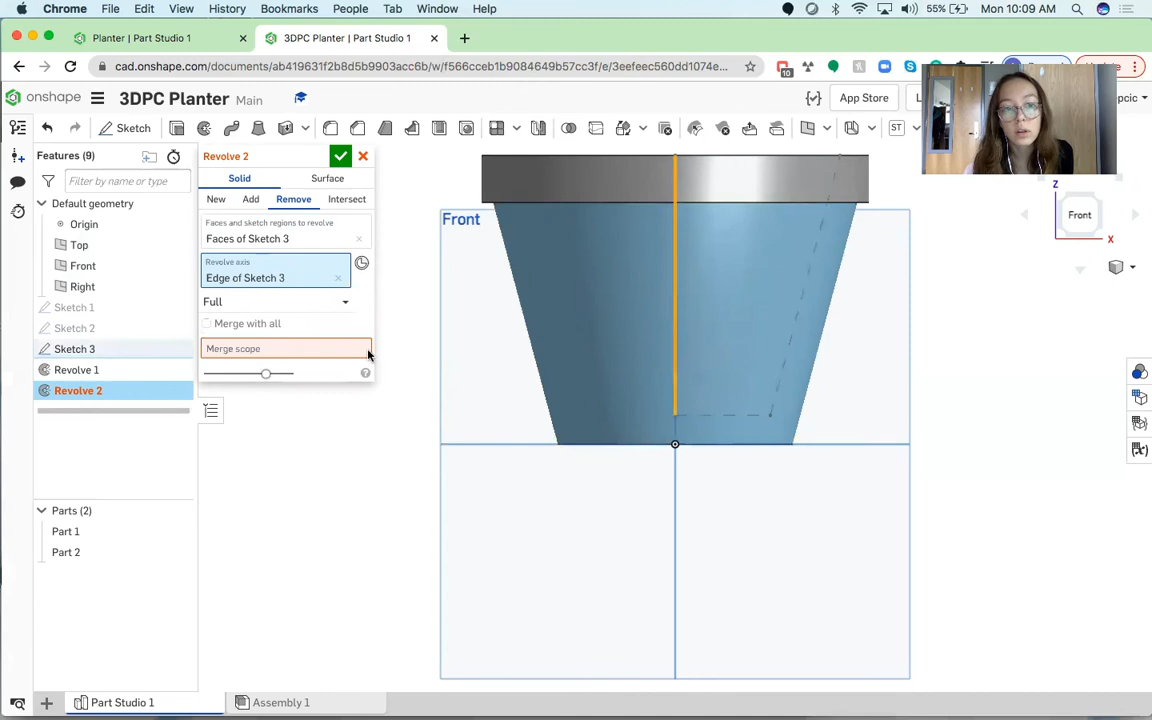 Chrome File Edit View History Bookmarks People Tab Window Help 55% Mon 10:09 AM
Planter | Part Studio 1 3DPC Planter | Part Studio 1
cad.onshape.com/documents/ab419631f2b8d5b9903acc6b/w/f566cceb1b9084649b57cc3f/e/3eefeec560dd1074e... 10
onshape 3DPC Planter Main App Store
Sketch ST
Features (9)
Filter by name or type
Default geometry
Origin
Top
Front
Right
Sketch 1
Sketch 2
Sketch 3
Revolve 1
Revolve 2
Parts (2)
Part 1
Part 2
Revolve 2
Solid Surface
New Add Remove Intersect
Faces and sketch regions to revolve
Faces of Sketch 3
Revolve axis
Edge of Sketch 3
Full
Merge with all
Merge scope
Front
Z
Front
X
Part Studio 1 Assembly 1